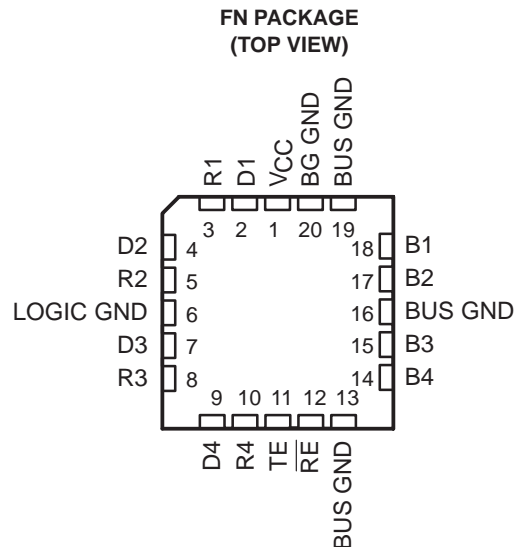 FN PACKAGE
(TOP VIEW)
R1
D1
VCC
BG GND
BUS GND
3
2
1
20
19
D2 4
R2 5
LOGIC GND 6
D3 7
R3 8
18 B1
17 B2
16 BUS GND
15 B3
14 B4
9
10
11
12
13
D4
R4
TE
R̅E̅
BUS GND